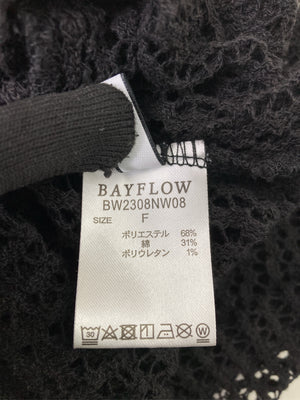 BAYFLOW
BW2308NW08
SIZE F
ポリエステル 68%
綿 31%
ポリウレタン 1%
30
W